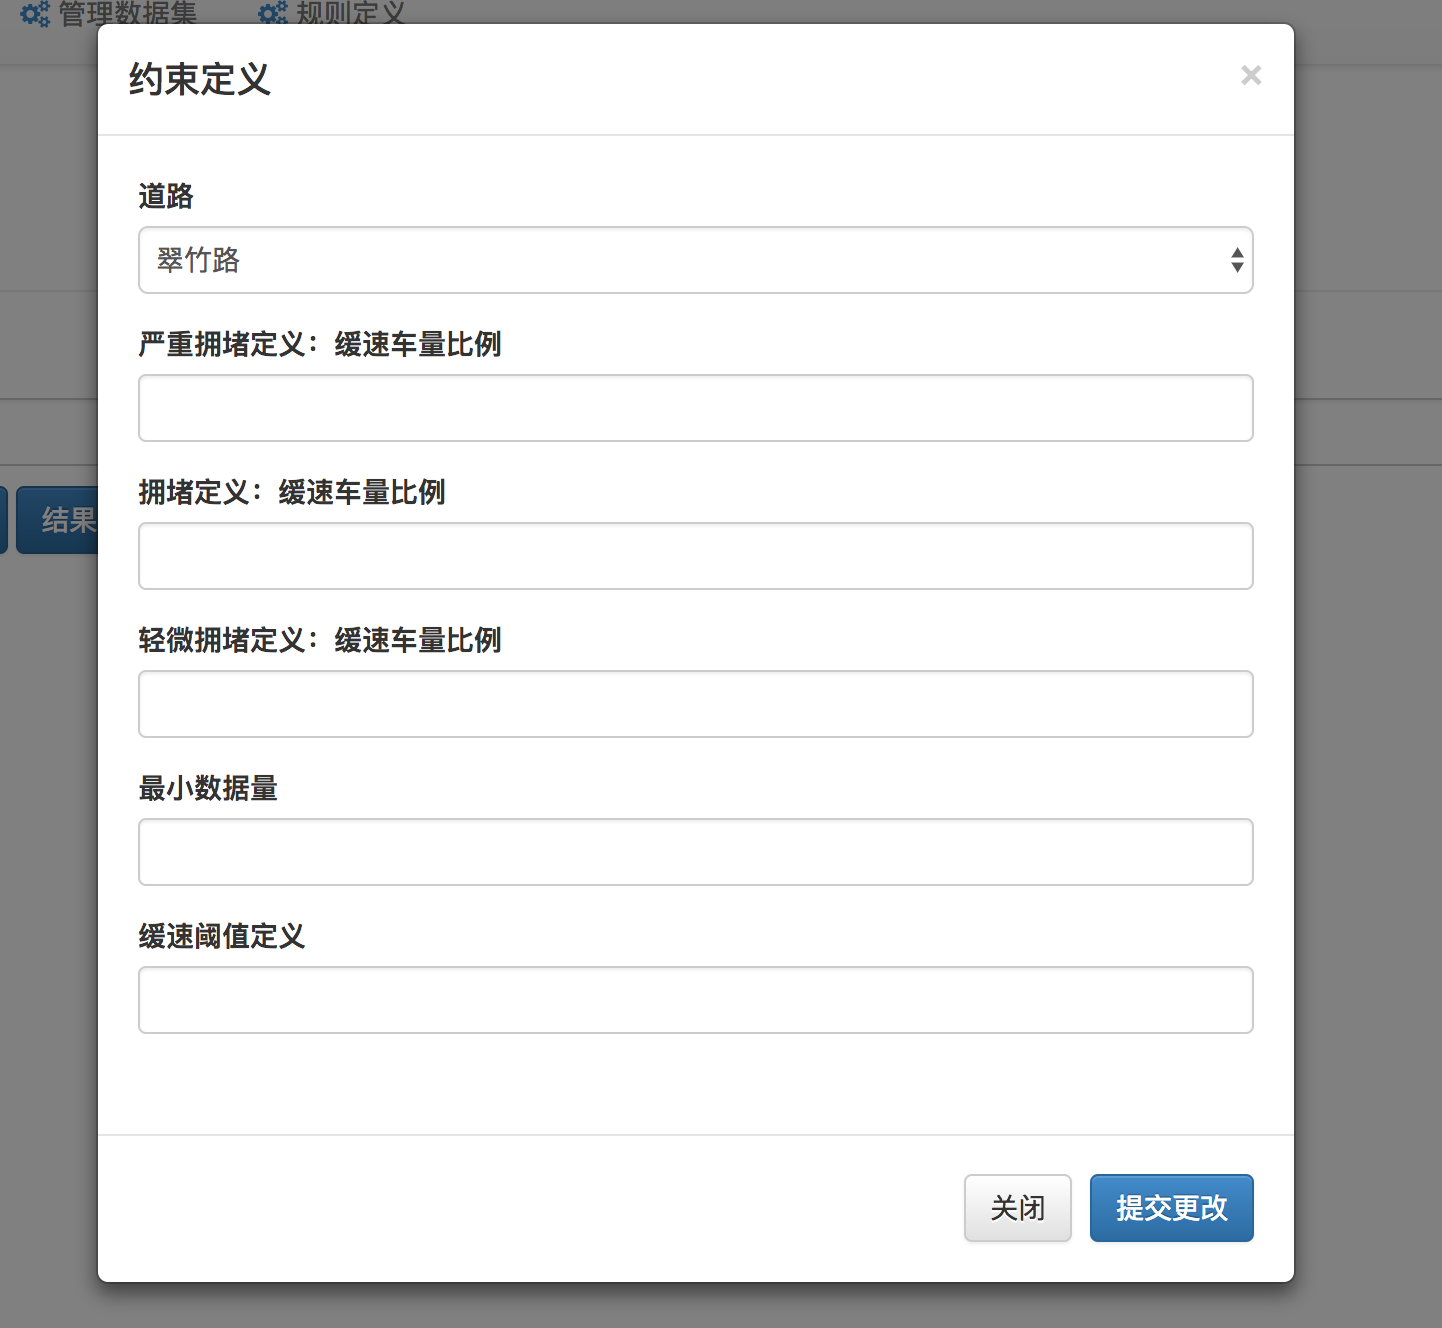 管理数据集 规则定义
约束定义 ×
道路
翠竹路
严重拥堵定义：缓速车量比例
拥堵定义：缓速车量比例
轻微拥堵定义：缓速车量比例
最小数据量
缓速阈值定义
结果
关闭 提交更改